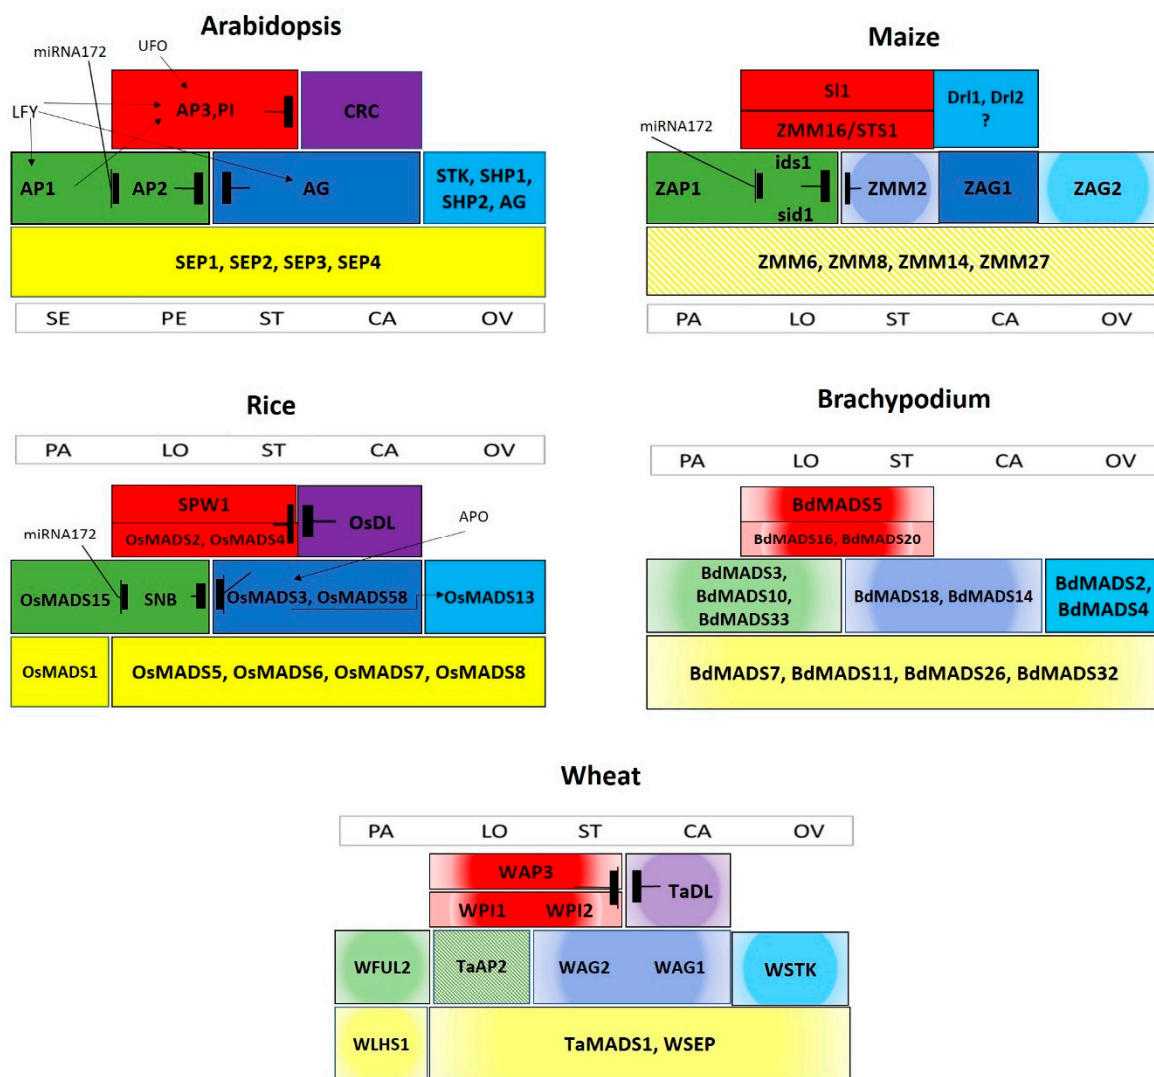 Arabidopsis
miRNA172
UFO
LFY
AP3,PI
CRC
AP1
AP2
AG
STK, SHP1,
SHP2, AG
SEP1, SEP2, SEP3, SEP4
SE PE ST CA OV
Maize
Sl1
ZMM16/STS1
Drl1, Drl2
?
miRNA172
ZAP1
ids1
sid1
ZMM2
ZAG1
ZAG2
ZMM6, ZMM8, ZMM14, ZMM27
PA LO ST CA OV
Rice
PA LO ST CA OV
SPW1
OsMADS2, OsMADS4
OsDL
APO
miRNA172
OsMADS15
SNB
OsMADS3, OsMADS58
OsMADS13
OsMADS1
OsMADS5, OsMADS6, OsMADS7, OsMADS8
Brachypodium
PA LO ST CA OV
BdMADS5
BdMADS16, BdMADS20
BdMADS3,
BdMADS10,
BdMADS33
BdMADS18, BdMADS14
BdMADS2,
BdMADS4
BdMADS7, BdMADS11, BdMADS26, BdMADS32
Wheat
PA LO ST CA OV
WAP3
WPI1 WPI2
TaDL
WFUL2
TaAP2
WAG2 WAG1
WSTK
WLHS1
TaMADS1, WSEP